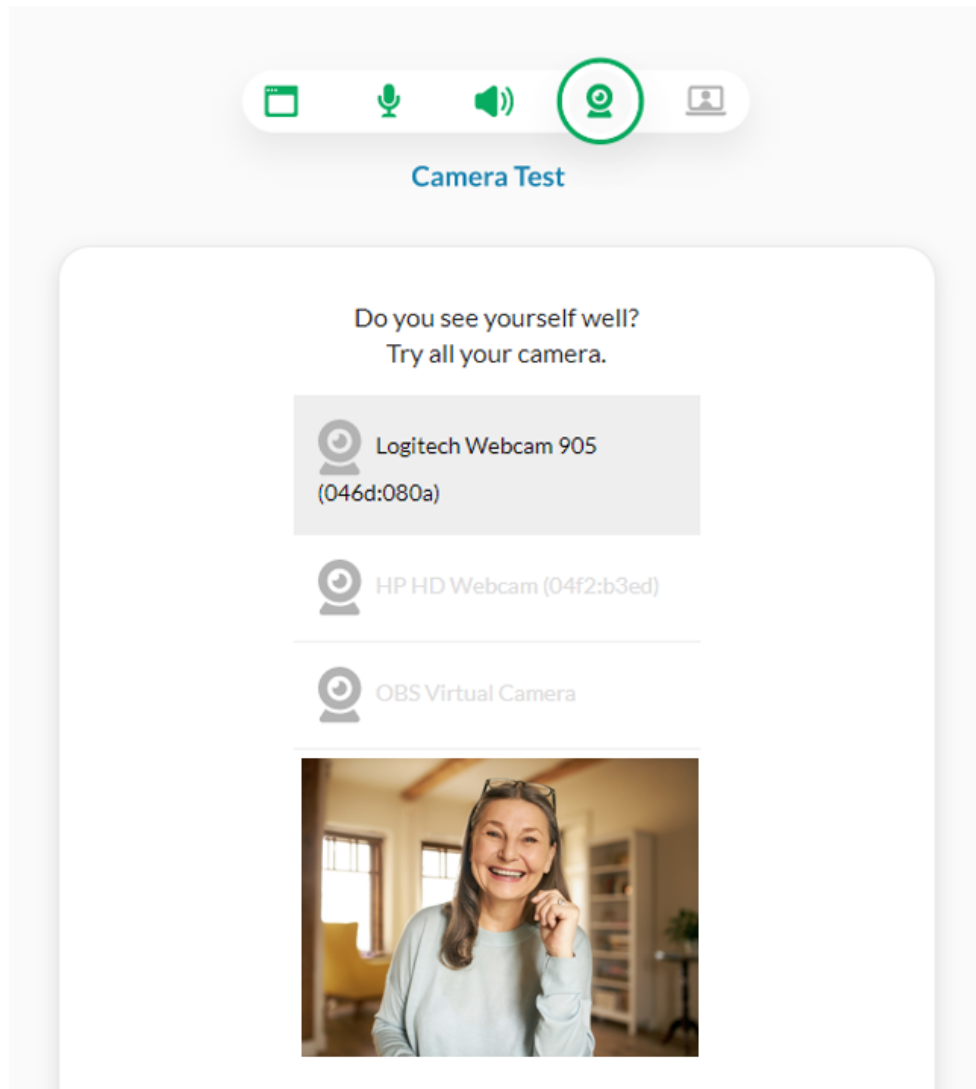 Camera Test
Do you see yourself well?
Try all your camera.
Logitech Webcam 905
(046d:080a)
HP HD Webcam (04f2:b3ed)
OBS Virtual Camera